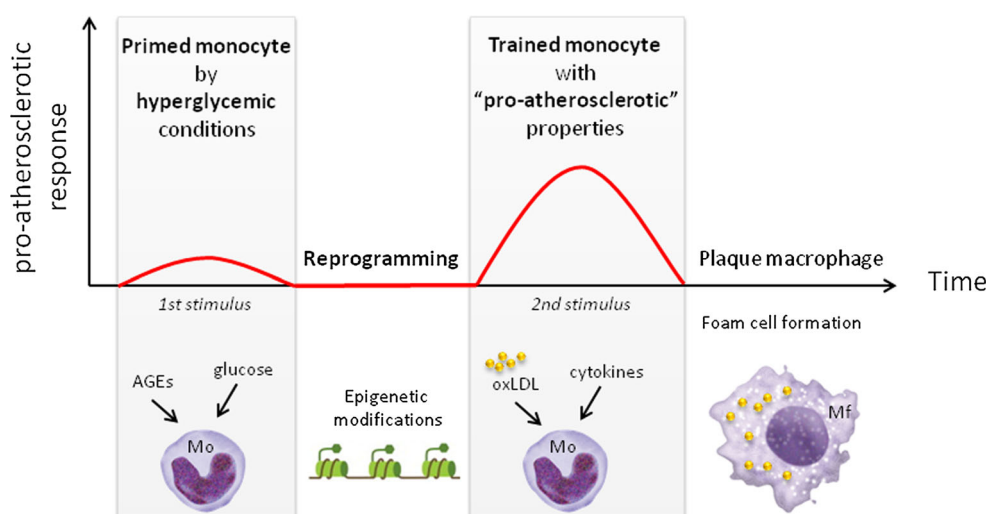 pro-atherosclerotic
response
Primed monocyte
by
hyperglycemic
conditions
Trained monocyte
with
“pro-atherosclerotic”
properties
Reprogramming
Plaque macrophage
Time
1st stimulus
2nd stimulus
Foam cell formation
AGEs
glucose
Mo
Epigenetic
modifications
oxLDL
cytokines
Mo
Mf